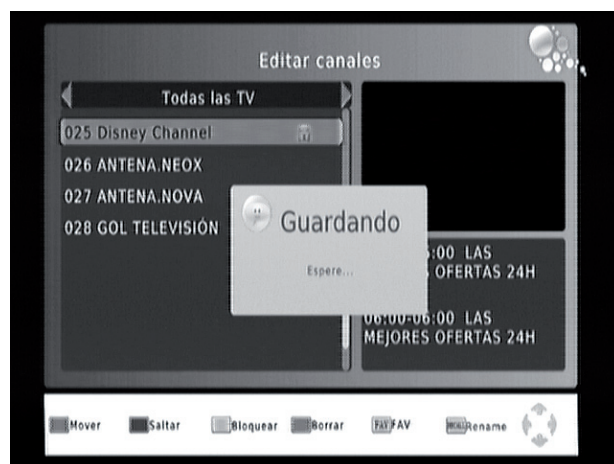 Editar canales
Todas las TV
025 Disney Channel
026 ANTENA.NEOX
027 ANTENA.NOVA
028 GOL TELEVISIÓN
Guardando
Espere...
:00 LAS
OFERTAS 24H
06:00-06:00 LAS
MEJORES OFERTAS 24H
Mover
Saltar
Bloquear
Borrar
FAV FAV
Rename